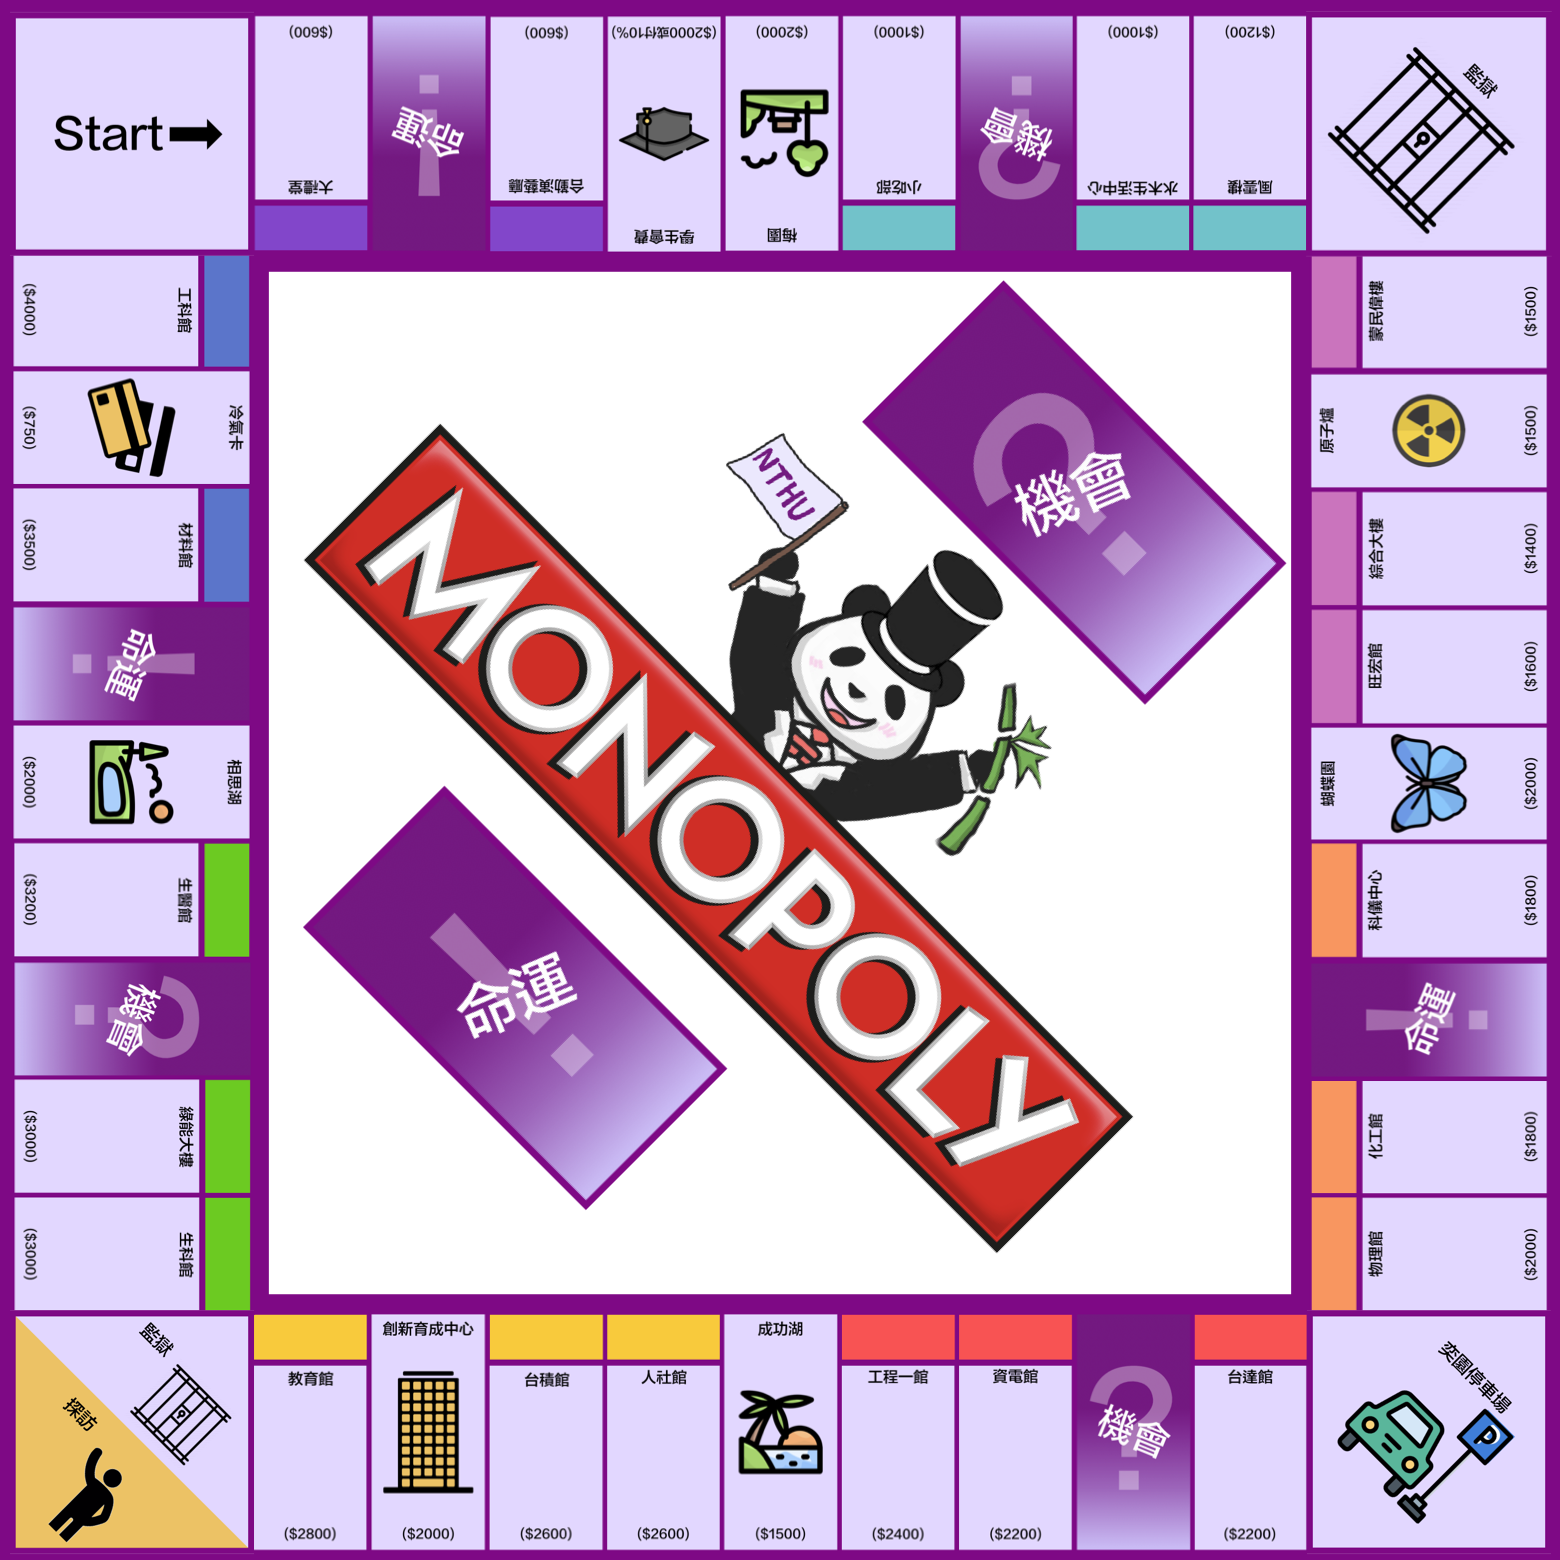 Start
大禮堂
($600)
命運
合勤演藝廳
($600)
學生會費
($2000或付10%)
梅園
($2000)
小吃部
($1000)
機會
水木生活中心
($1000)
風雲樓
($1200)
監獄
蒙民偉樓
($1500)
原子爐
($1500)
綜合大樓
($1400)
旺宏館
($1600)
蝴蝶園
($2000)
科儀中心
($1800)
命運
化工館
($1800)
物理館
($2000)
奕園停車場
P
台達館
($2200)
機會
資電館
($2200)
工程一館
($2400)
成功湖
($1500)
人社館
($2600)
台積館
($2600)
創新育成中心
($2000)
教育館
($2800)
監獄
探訪
生科館
($3000)
綠能大樓
($3000)
機會
生醫館
($3200)
相思湖
($2000)
命運
材料館
($3500)
冷氣卡
($750)
工科館
($4000)
機會
NTHU
MONOPOLY
命運